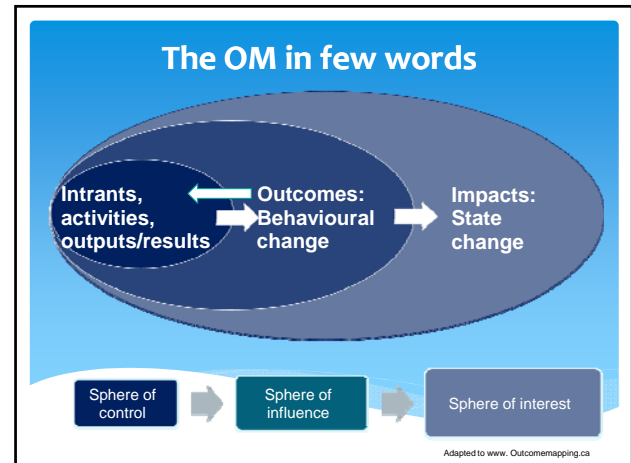 The OM in few words
Intrants,
activities,
outputs/results
Outcomes:
Behavioural
change
Impacts:
State
change
Sphere of
control
Sphere of
influence
Sphere of interest
Adapted to www. Outcomemapping.ca